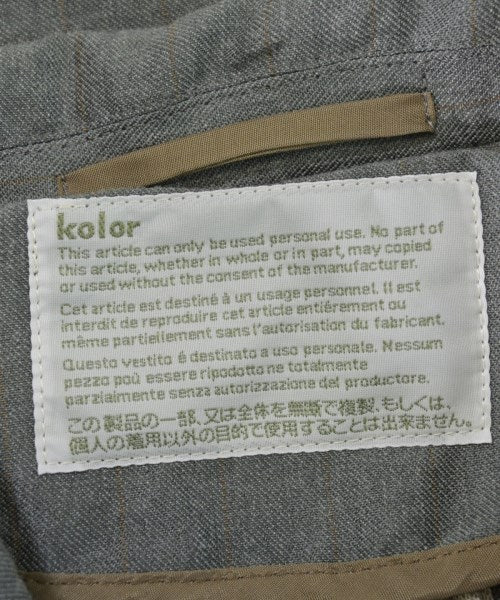 kolor
This article can only be used personal use. No part of
this article, whether in whole or in part, may copied
or used without the consent of the manufacturer.
Cet article est destiné à un usage personnel. Il est
interdit de reproduire cet article entiérement ou
même partiellement sans l'autorisation du fabricant.
Questo vestito é destinato a uso personale. Nessum
pezzo poü essere ripdotto ne totalmente
parzialmente senza autorizzazione del productore.
この製品の一部、又は全体を無断で複製、もしくは、
個人の着用以外の目的で使用することは出来ません。